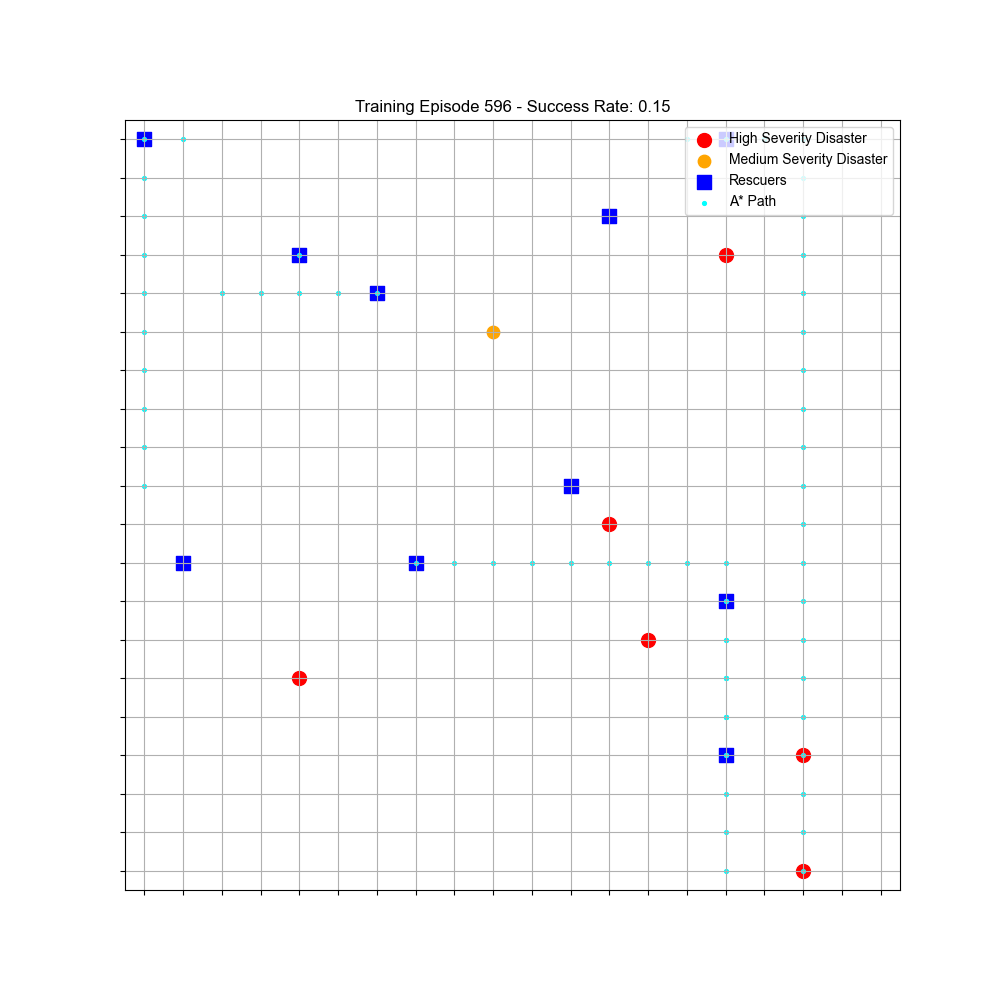 Training Episode 596 - Success Rate: 0.15
High Severity Disaster
Medium Severity Disaster
Rescuers
A* Path